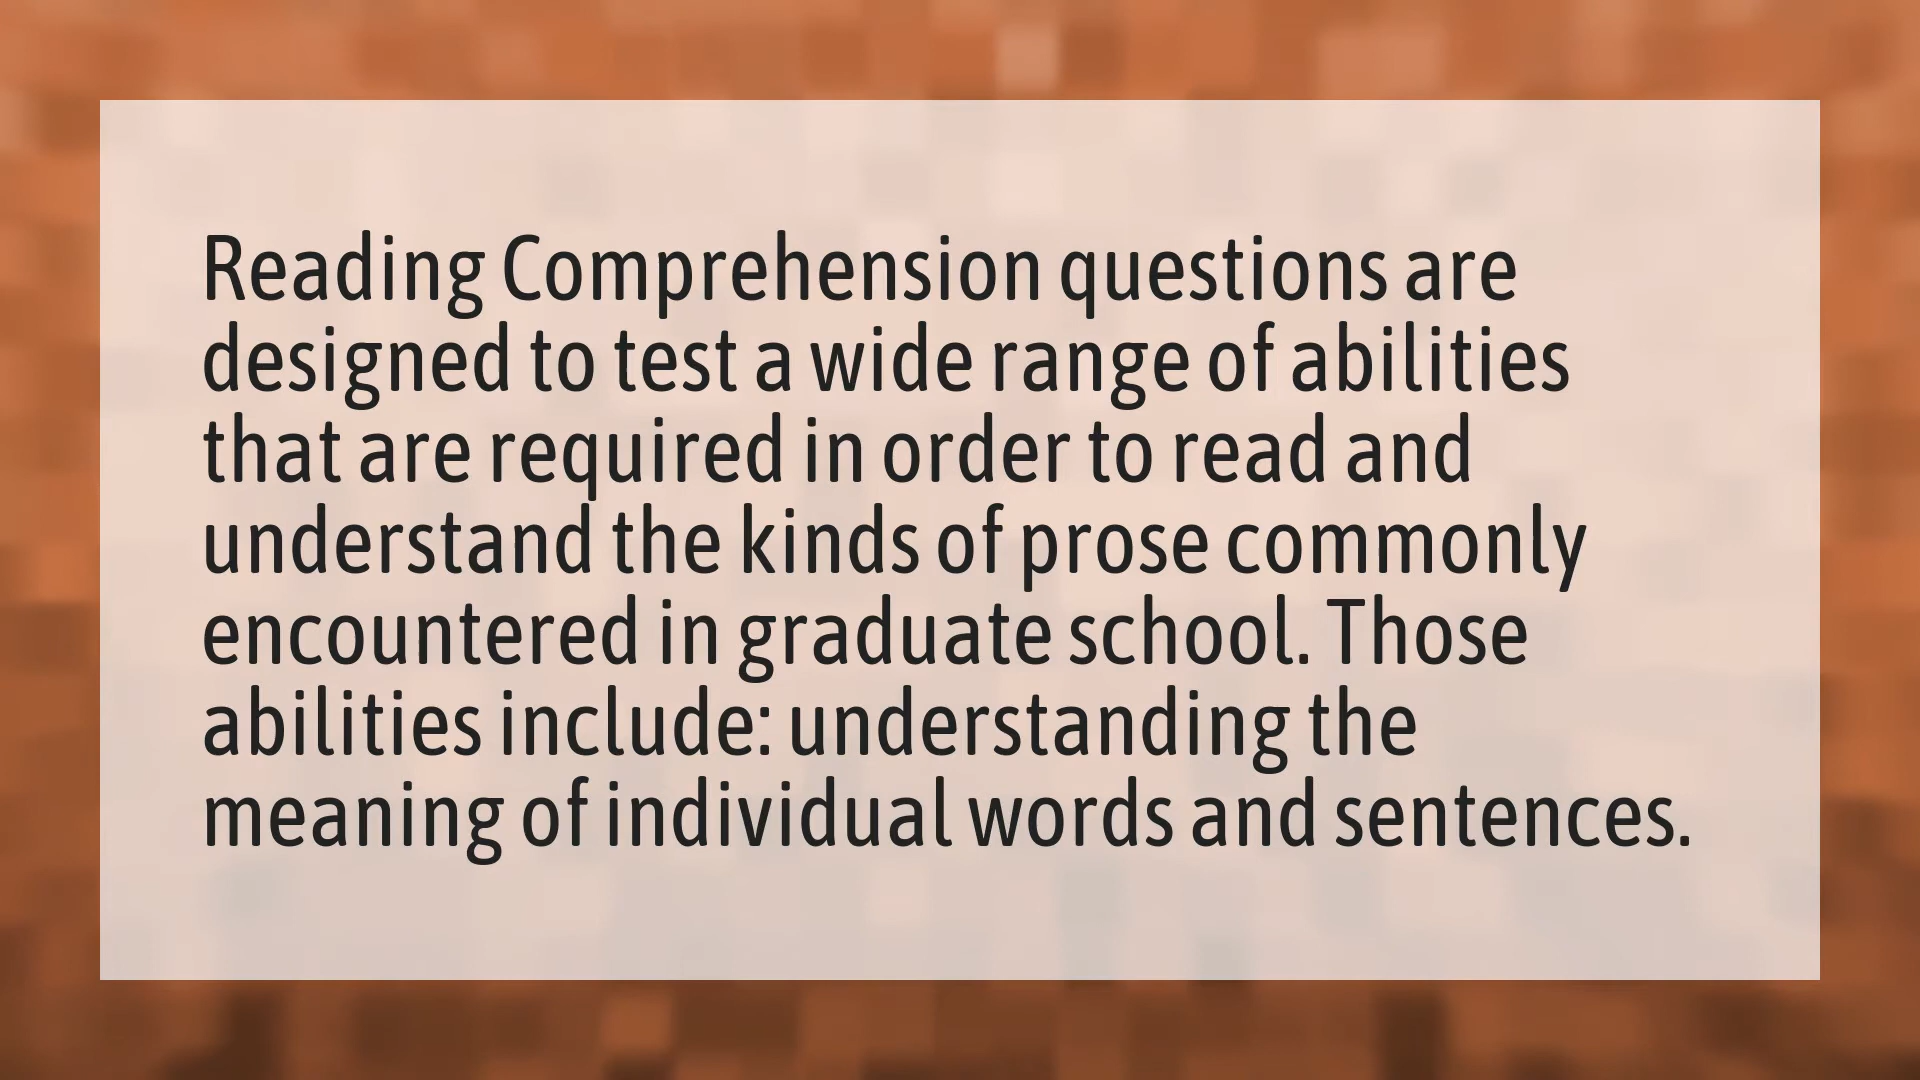 Reading Comprehension questions are
designed to test a wide range of abilities
that are required in order to read and
understand the kinds of prose commonly
encountered in graduate school. Those
abilities include: understanding the
meaning of individual words and sentences.